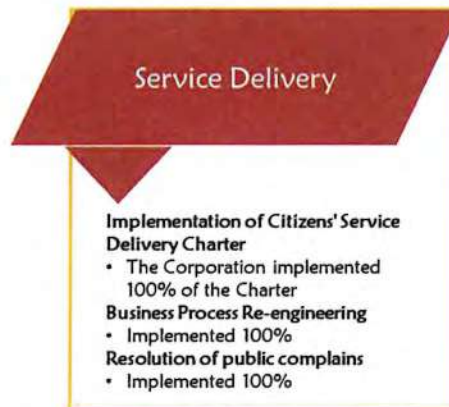 Service Delivery
Implementation of Citizens' Service
Delivery Charter
• The Corporation implemented
100% of the Charter
Business Process Re-engineering
• Implemented 100%
Resolution of public complains
• Implemented 100%